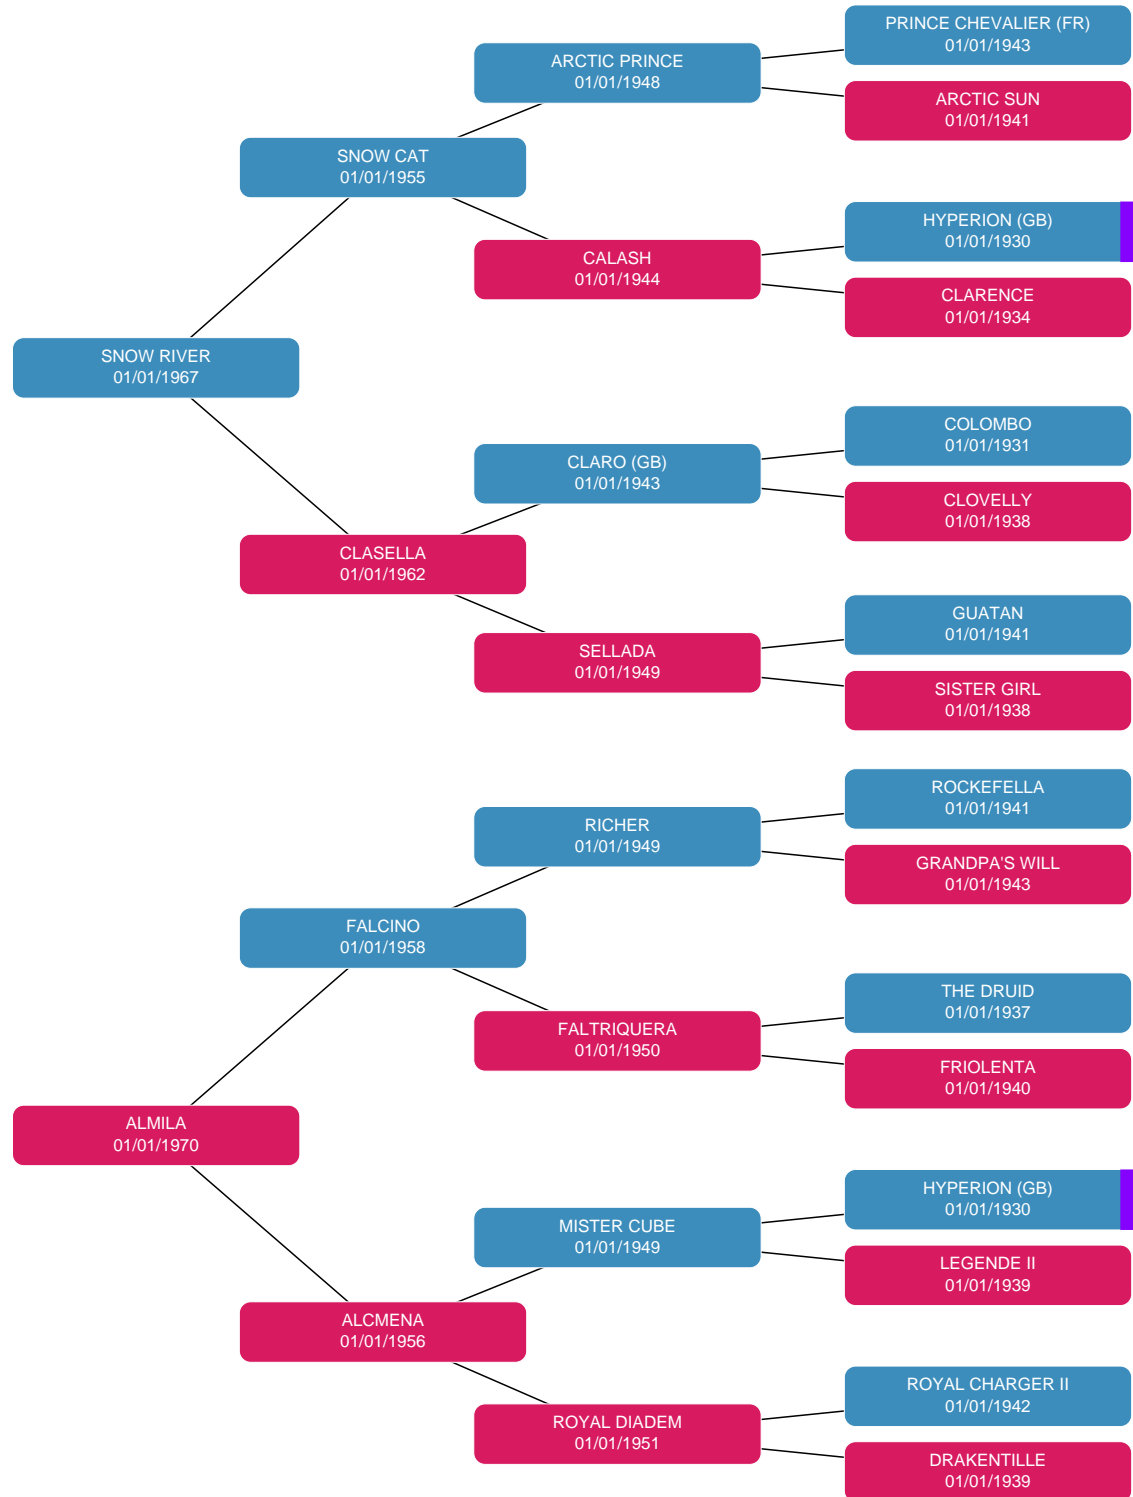 PRINCE CHEVALIER (FR)
01/01/1943
ARCTIC PRINCE
01/01/1948
ARCTIC SUN
01/01/1941
SNOW CAT
01/01/1955
HYPERION (GB)
01/01/1930
CALASH
01/01/1944
CLARENCE
01/01/1934
SNOW RIVER
01/01/1967
COLOMBO
01/01/1931
CLARO (GB)
01/01/1943
CLOVELLY
01/01/1938
CLASELLA
01/01/1962
GUATAN
01/01/1941
SELLADA
01/01/1949
SISTER GIRL
01/01/1938
ROCKEFELLA
01/01/1941
RICHER
01/01/1949
GRANDPA'S WILL
01/01/1943
FALCINO
01/01/1958
THE DRUID
01/01/1937
FALTRIQUERA
01/01/1950
FRIOLENTA
01/01/1940
ALMILA
01/01/1970
HYPERION (GB)
01/01/1930
MISTER CUBE
01/01/1949
LEGENDE II
01/01/1939
ALCMENA
01/01/1956
ROYAL CHARGER II
01/01/1942
ROYAL DIADEM
01/01/1951
DRAKENTILLE
01/01/1939